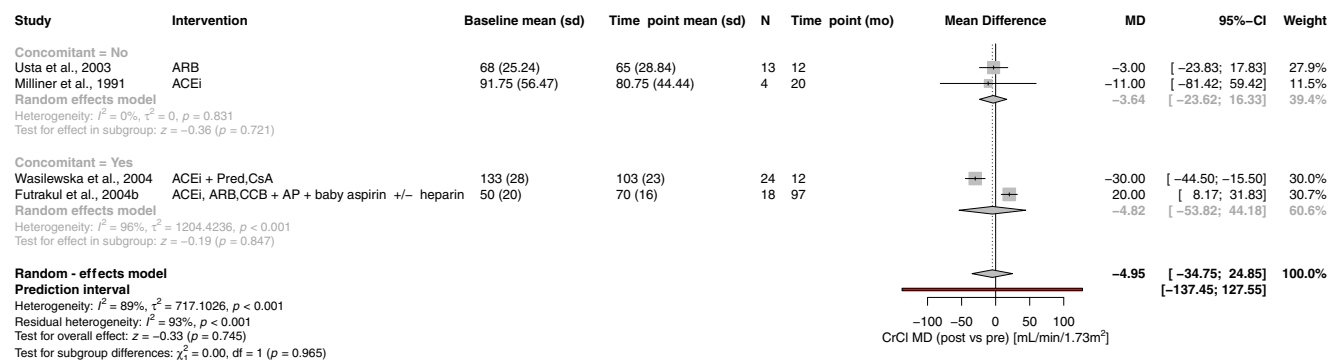 Study Intervention Baseline mean (sd) Time point mean (sd) N Time point (mo) Mean Difference MD 95%−CI Weight
Concomitant = No
Usta et al., 2003 ARB 68 (25.24) 65 (28.84) 13 12 −3.00 [ −23.83; 17.83] 27.9%
Milliner et al., 1991 ACEi 91.75 (56.47) 80.75 (44.44) 4 20 −11.00 [ −81.42; 59.42] 11.5%
Random effects model −3.64 [ −23.62; 16.33] 39.4%
Heterogeneity: I² = 0%, τ² = 0, p = 0.831
Test for effect in subgroup: z = −0.36 (p = 0.721)
Concomitant = Yes
Wasilewska et al., 2004 ACEi + Pred,CsA 133 (28) 103 (23) 24 12 −30.00 [ −44.50; −15.50] 30.0%
Futrakul et al., 2004b ACEi, ARB,CCB + AP + baby aspirin +/− heparin 50 (20) 70 (16) 18 97 20.00 [ 8.17; 31.83] 30.7%
Random effects model −4.82 [ −53.82; 44.18] 60.6%
Heterogeneity: I² = 96%, τ² = 1204.4236, p < 0.001
Test for effect in subgroup: z = −0.19 (p = 0.847)
Random - effects model −4.95 [ −34.75; 24.85] 100.0%
Prediction interval [−137.45; 127.55]
Heterogeneity: I² = 89%, τ² = 717.1026, p < 0.001
Residual heterogeneity: I² = 93%, p < 0.001
Test for overall effect: z = −0.33 (p = 0.745)
Test for subgroup differences: χ²₁ = 0.00, df = 1 (p = 0.965)
−100 −50 0 50 100
CrCl MD (post vs pre) [mL/min/1.73m²]